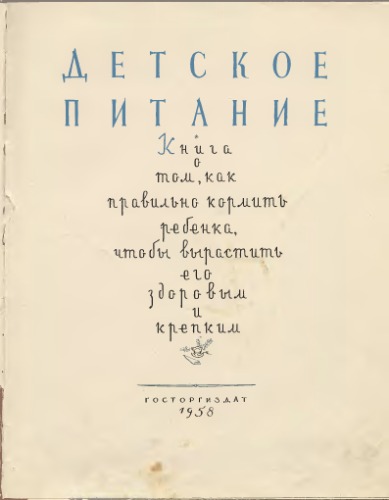 ДЕТСКОЕ
ПИТАНИЕ
Книга
о
том, как
правильно кормить
ребенка,
чтобы вырастить
его
здоровым
и
крепким
ГОСТОРГИЗДАТ
1958